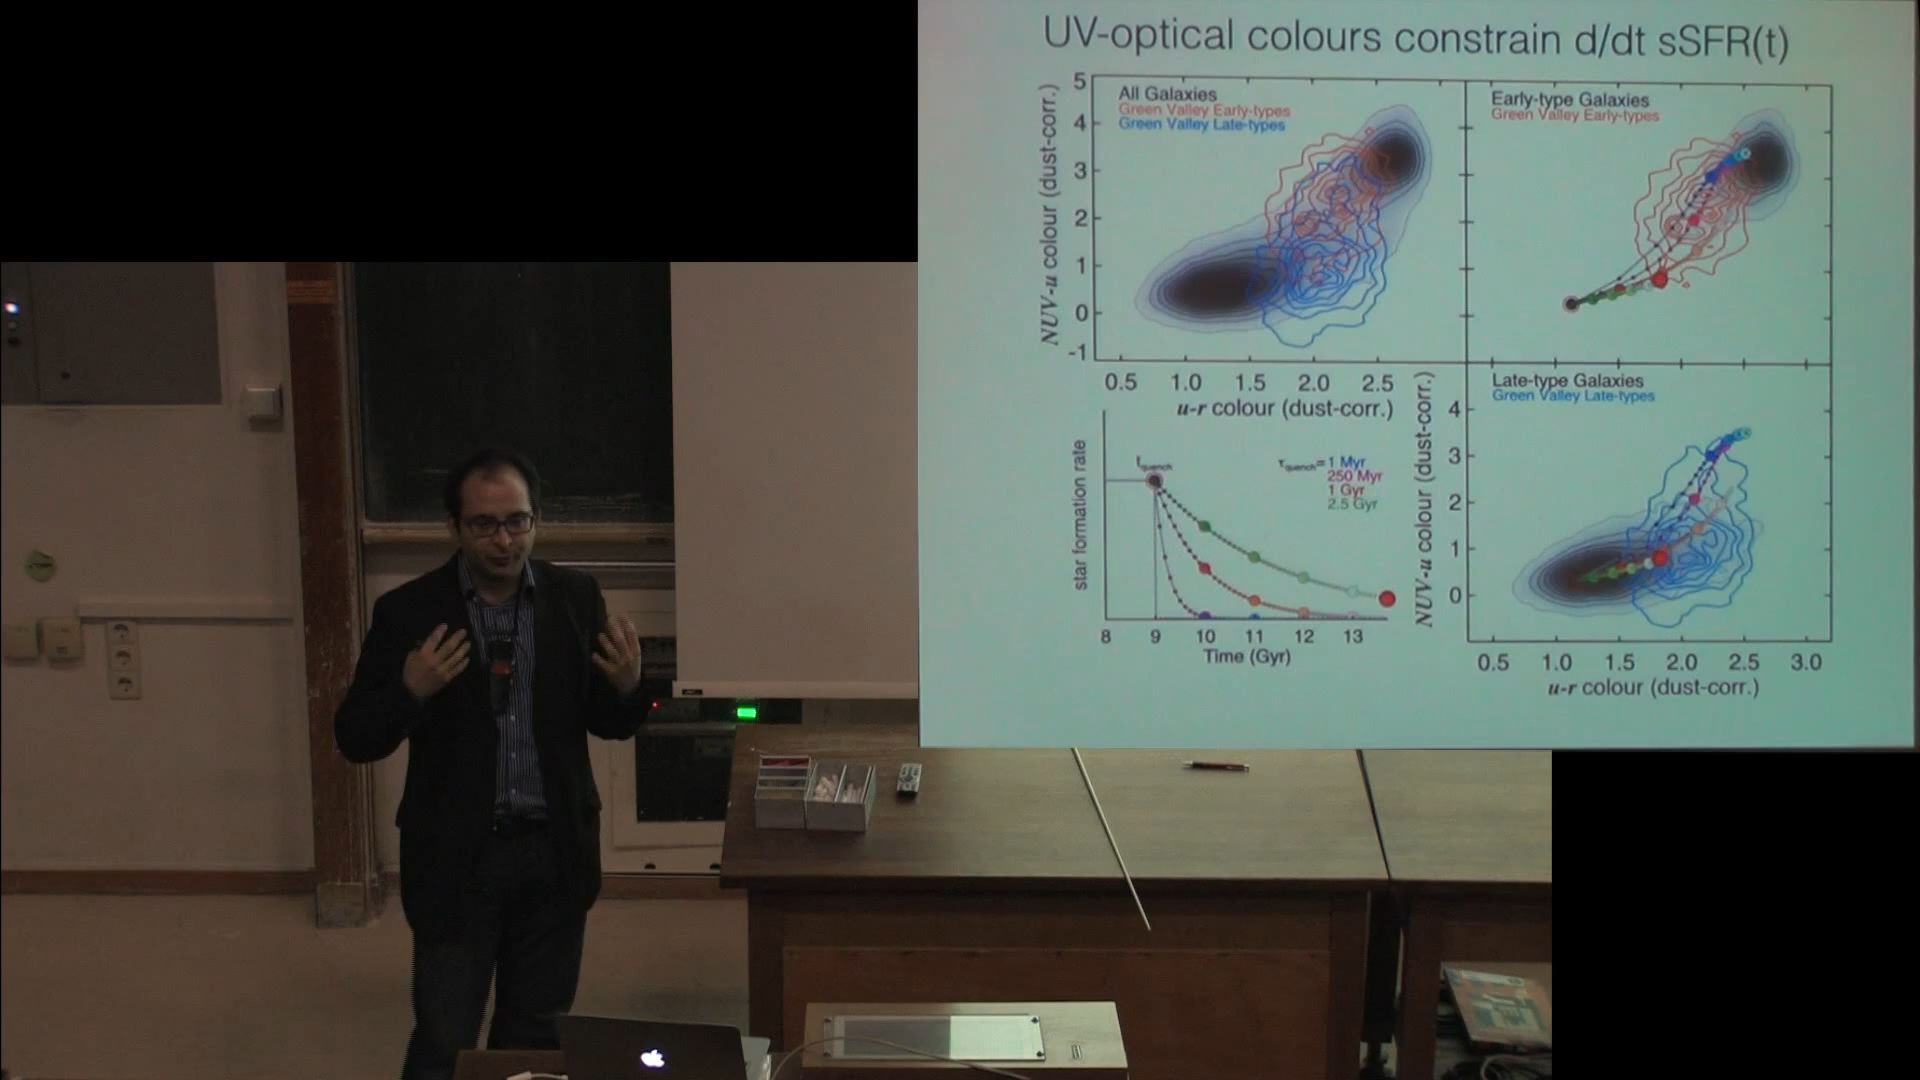 UV-optical colours constrain d/dt sSFR(t)
All Galaxies
Green Valley Early-types
Green Valley Late-types
NUV-u colour (dust-corr.)
5
4
3
2
1
0
-1
0.5 1.0 1.5 2.0 2.5
u-r colour (dust-corr.)
Early-type Galaxies
Green Valley Early-types
star formation rate
tquench
τquench= 1 Myr
250 Myr
1 Gyr
2.5 Gyr
8 9 10 11 12 13
Time (Gyr)
Late-type Galaxies
Green Valley Late-types
NUV-u colour (dust-corr.)
4
3
2
1
0
0.5 1.0 1.5 2.0 2.5 3.0
u-r colour (dust-corr.)